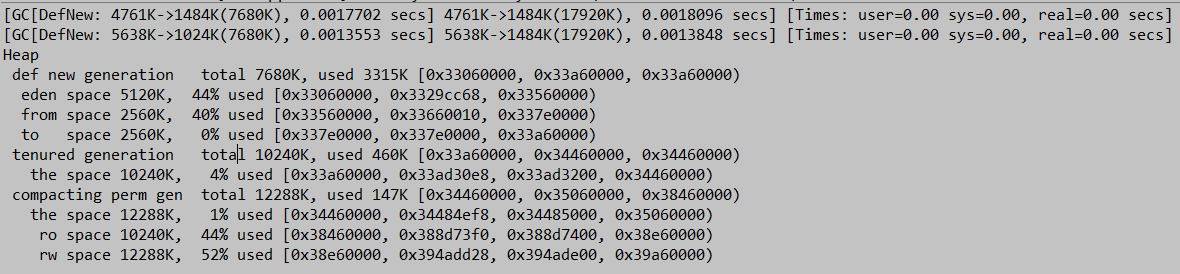 [GC[DefNew: 4761K->1484K(7680K), 0.0017702 secs] 4761K->1484K(17920K), 0.0018096 secs] [Times: user=0.00 sys=0.00, real=0.00 secs]
[GC[DefNew: 5638K->1024K(7680K), 0.0013553 secs] 5638K->1484K(17920K), 0.0013848 secs] [Times: user=0.00 sys=0.00, real=0.00 secs]
Heap
 def new generation   total 7680K, used 3315K [0x33060000, 0x33a60000, 0x33a60000)
  eden space 5120K,  44% used [0x33060000, 0x3329cc68, 0x33560000)
  from space 2560K,  40% used [0x33560000, 0x33660010, 0x337e0000)
  to   space 2560K,   0% used [0x337e0000, 0x337e0000, 0x33a60000)
 tenured generation   total 10240K, used 460K [0x33a60000, 0x34460000, 0x34460000)
   the space 10240K,   4% used [0x33a60000, 0x33ad30e8, 0x33ad3200, 0x34460000)
 compacting perm gen  total 12288K, used 147K [0x34460000, 0x35060000, 0x38460000)
   the space 12288K,   1% used [0x34460000, 0x34484ef8, 0x34485000, 0x35060000)
    ro space 10240K,  44% used [0x38460000, 0x388d73f0, 0x388d7400, 0x38e60000)
    rw space 12288K,  52% used [0x38e60000, 0x394add28, 0x394ade00, 0x39a60000)